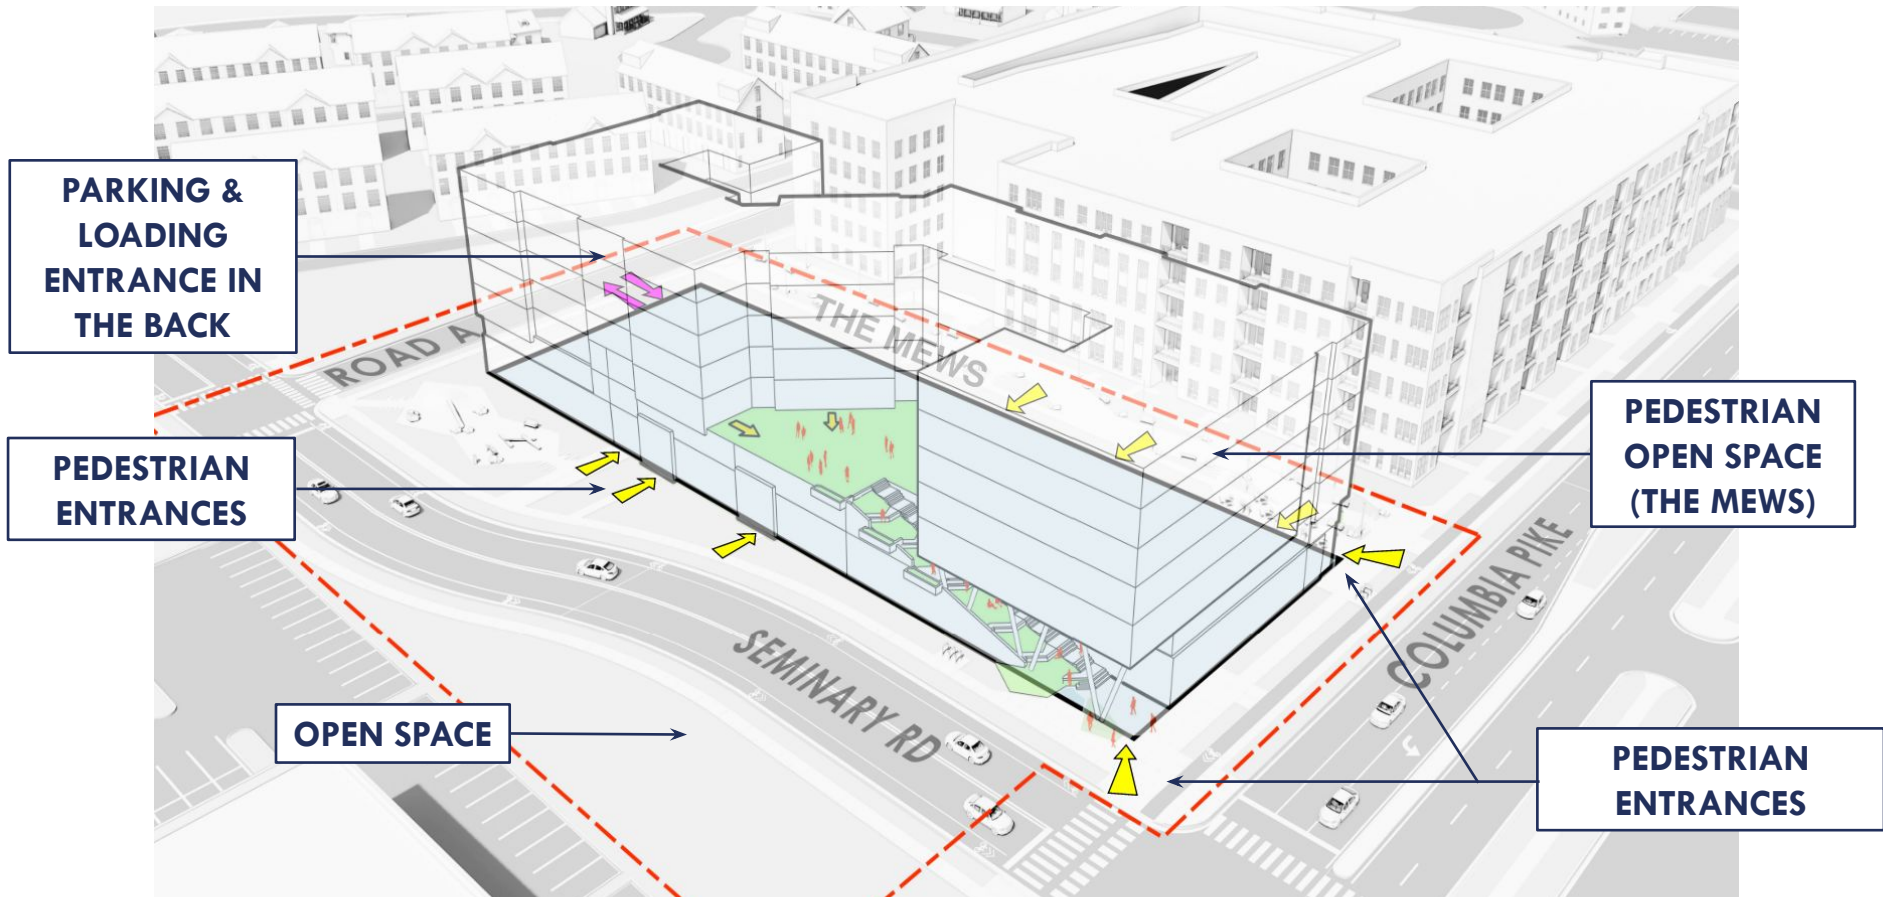 PARKING &
LOADING
ENTRANCE IN
THE BACK
ROAD A
THE MEWS
PEDESTRIAN
OPEN SPACE
(THE MEWS)
PEDESTRIAN
ENTRANCES
COLUMBIA PIKE
SEMINARY RD
OPEN SPACE
PEDESTRIAN
ENTRANCES